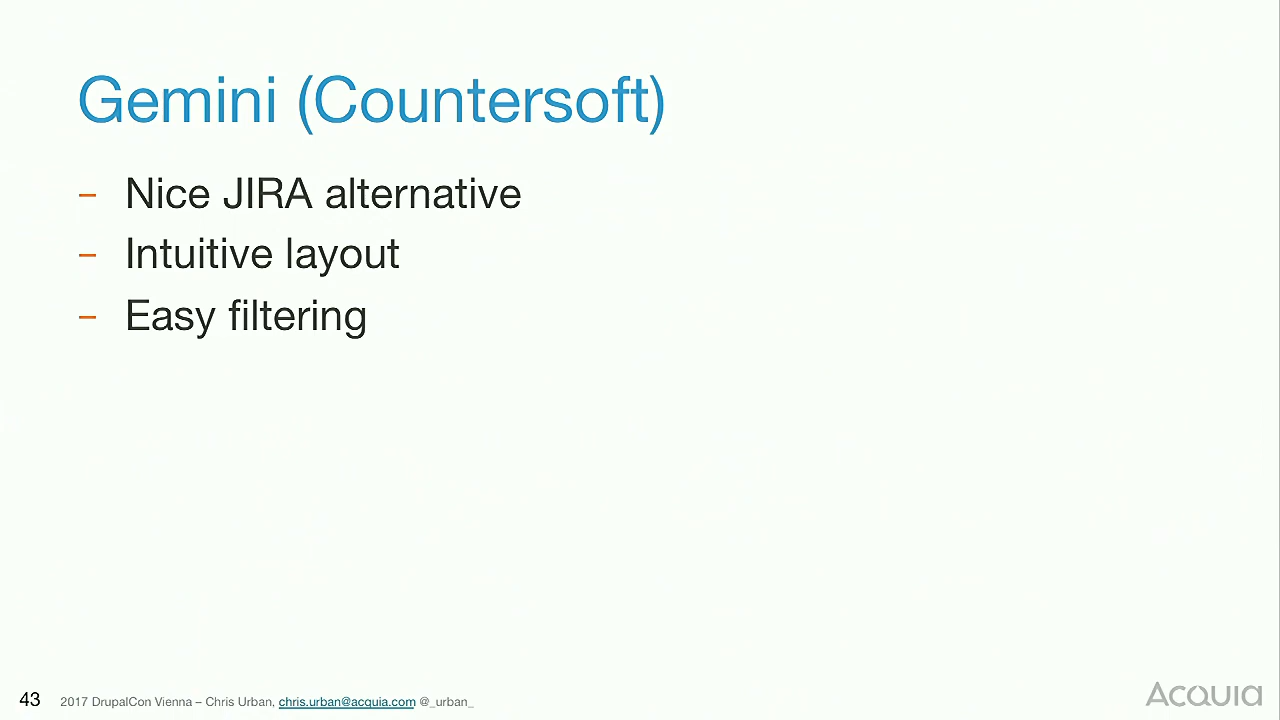 Gemini (Countersoft)
– Nice JIRA alternative
– Intuitive layout
– Easy filtering
43 2017 DrupalCon Vienna – Chris Urban, chris.urban@acquia.com @_urban_
Acquia